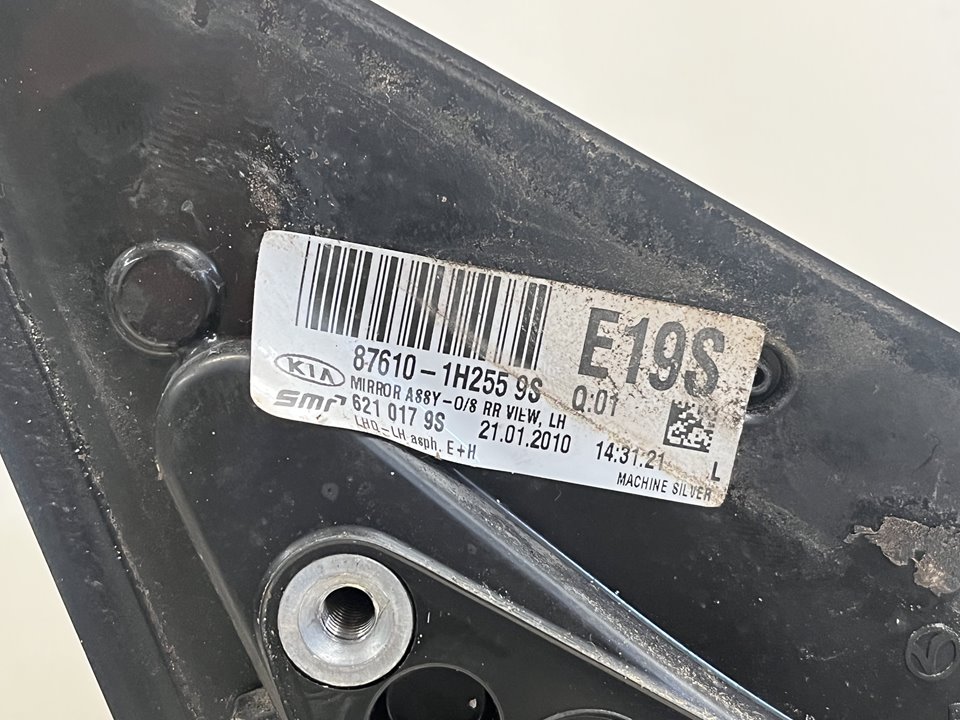 E19S
KIA 87610-1H255 9S Q.01
smr MIRROR ASSY-O/S RR VIEW, LH
621 017 9S 21.01.2010 14:31.21 L
LHD-LH asph. E+H MACHINE SILVER